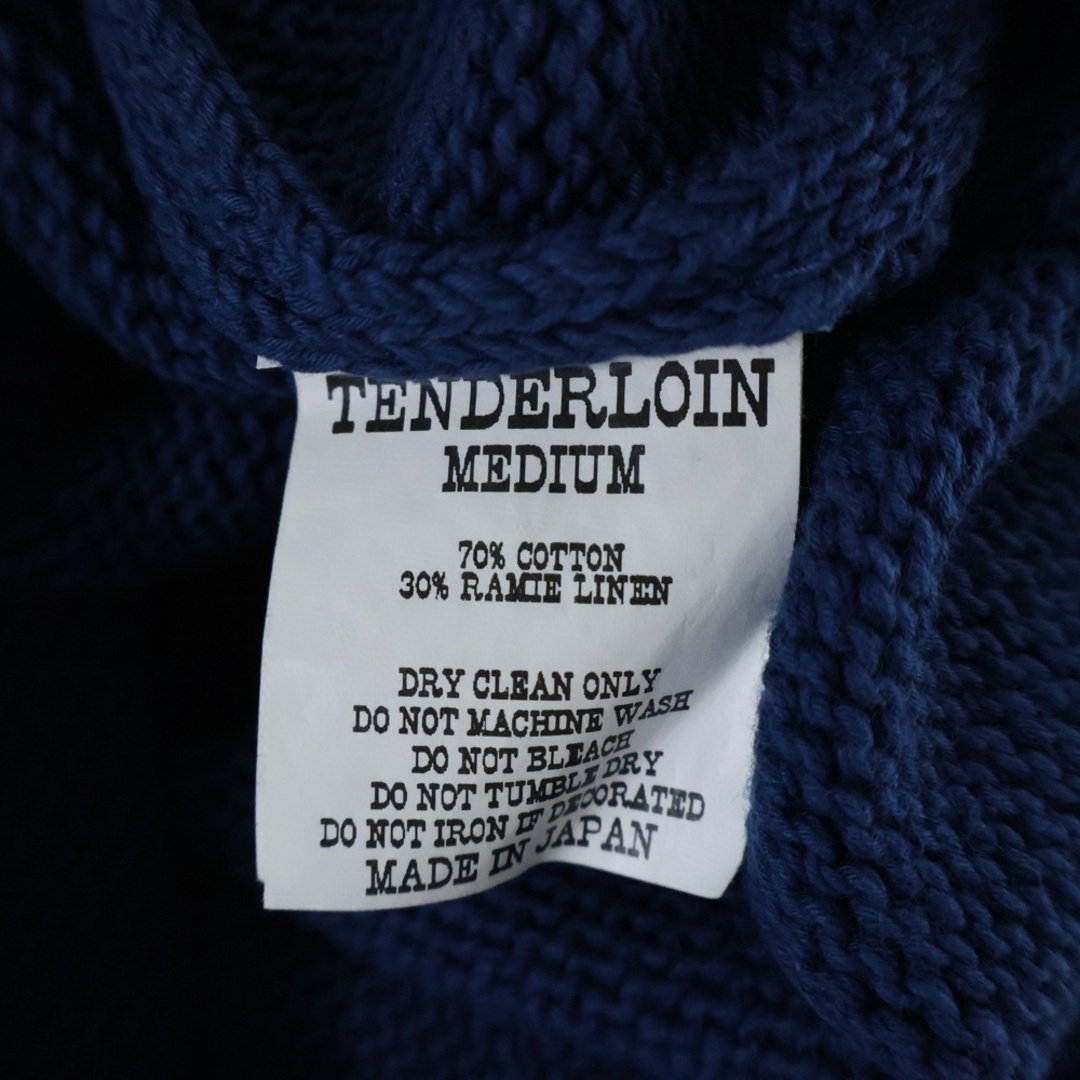 TENDERLOIN
MEDIUM
70% COTTON
30% RAMIE LINEN
DRY CLEAN ONLY
DO NOT MACHINE WASH
DO NOT BLEACH
DO NOT TUMBLE DRY
DO NOT IRON IF DECORATED
MADE IN JAPAN